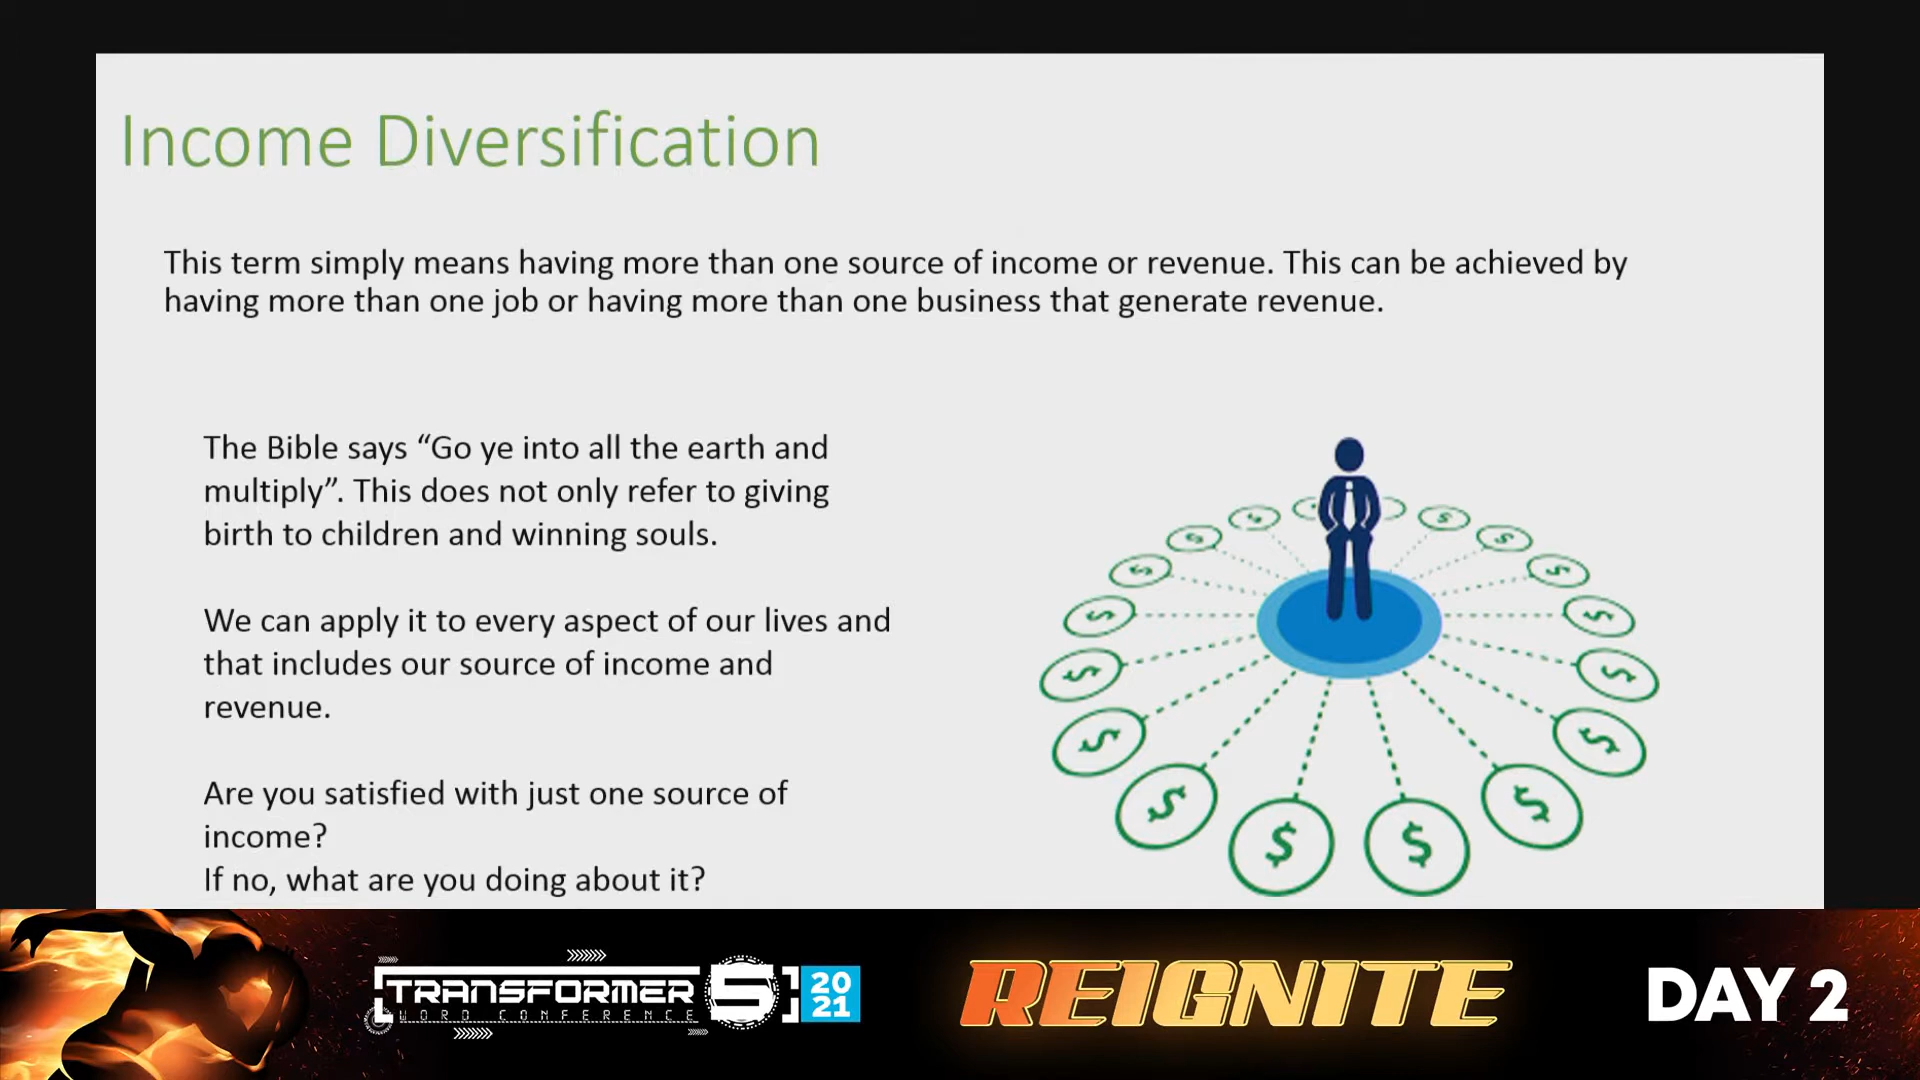 Income Diversification
This term simply means having more than one source of income or revenue. This can be achieved by
having more than one job or having more than one business that generate revenue.
The Bible says “Go ye into all the earth and
multiply”. This does not only refer to giving
birth to children and winning souls.
We can apply it to every aspect of our lives and
that includes our source of income and
revenue.
Are you satisfied with just one source of
income?
If no, what are you doing about it?
$ $ $ $ $ $ $ $ $ $ $ $ $ $ $ $
TRANSFORMER 5 20
WORD CONFERENCE 21
REIGNITE
DAY 2